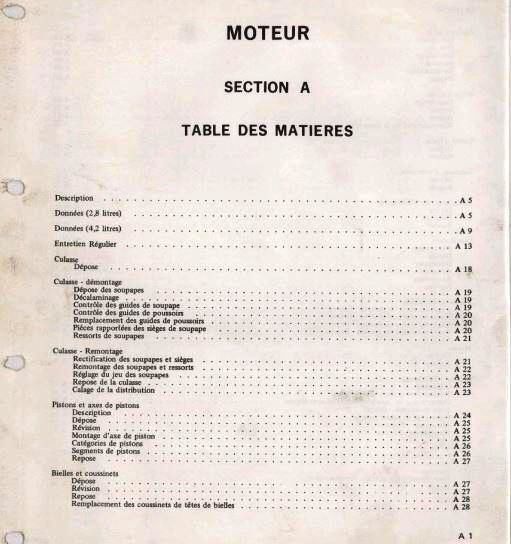 MOTEUR
SECTION A
TABLE DES MATIERES
Description A 5
Données (2,8 litres) A 5
Données (4,2 litres) A 9
Entretien Régulier A 13
Culasse
Dépose A 18
Culasse - démontage
Dépose des soupapes A 19
Décalaminage A 19
Contrôle des guides de soupape A 19
Contrôle des guides de poussoirs A 20
Remplacement des guides de poussoirs A 20
Pièces rapportées des sièges de soupape A 20
Ressorts de soupapes A 21
Culasse - Remontage
Rectification des soupapes et sièges A 21
Remontage des soupapes et ressorts A 22
Réglage du jeu des soupapes A 22
Repose de la culasse A 23
Calage de la distribution A 23
Pistons et axes de pistons
Description A 24
Dépose A 25
Révision A 25
Montage d'axe de piston A 25
Catégories de pistons A 26
Segments de pistons A 26
Repose A 27
Bielles et coussinets
Dépose A 27
Révision A 27
Repose A 28
Remplacement des coussinets de têtes de bielles A 28
A 1